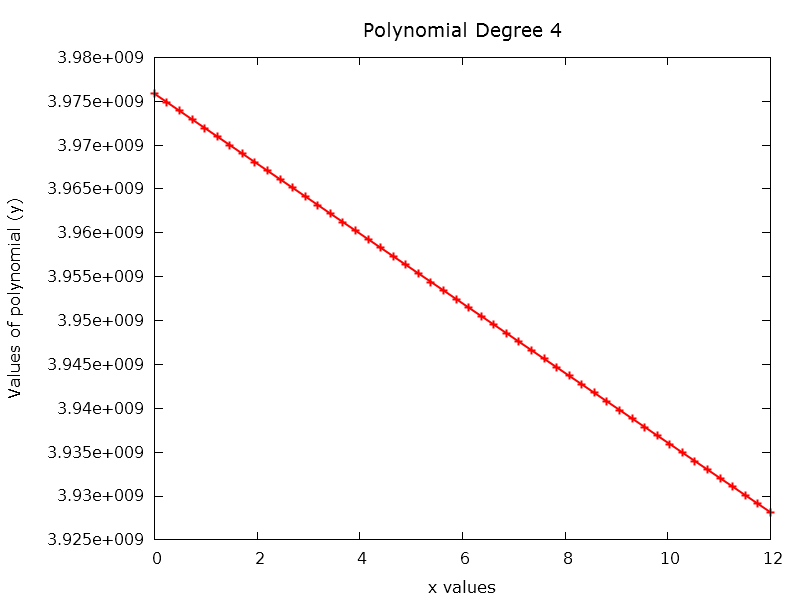 Polynomial Degree 4
3.98e+009
3.975e+009
3.97e+009
3.965e+009
3.96e+009
3.955e+009
3.95e+009
3.945e+009
3.94e+009
3.935e+009
3.93e+009
3.925e+009
Values of polynomial (y)
0 2 4 6 8 10 12
x values